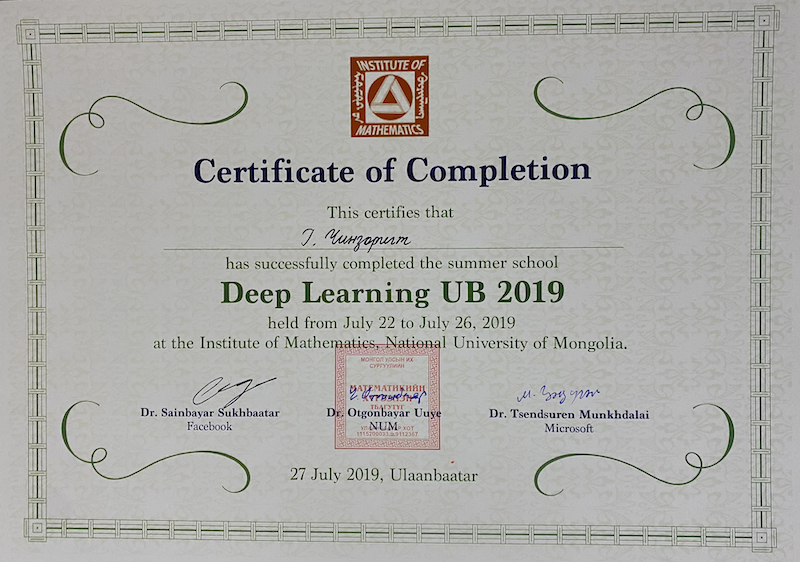 INSTITUTE OF
MATHEMATICS
Certificate of Completion
This certifies that
Г. Чинзориг
has successfully completed the summer school
Deep Learning UB 2019
held from July 22 to July 26, 2019
at the Institute of Mathematics, National University of Mongolia.
МОНГОЛ УЛСЫН ИХ
СУРГУУЛИЙН
МАТЕМАТИКИЙН
Dr. Sainbayar Sukhbaatar
Facebook
Dr. Otgonbayar Uuye
NUM
Dr. Tsendsuren Munkhdalai
Microsoft
27 July 2019, Ulaanbaatar